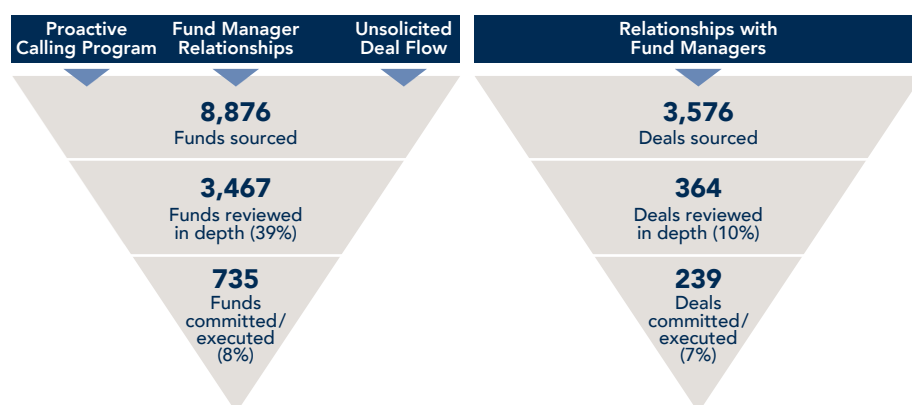 Proactive
Calling Program
Fund Manager
Relationships
Unsolicited
Deal Flow
8,876
Funds sourced
3,467
Funds reviewed
in depth (39%)
735
Funds
committed/
executed
(8%)
Relationships with
Fund Managers
3,576
Deals sourced
364
Deals reviewed
in depth (10%)
239
Deals
committed/
executed
(7%)